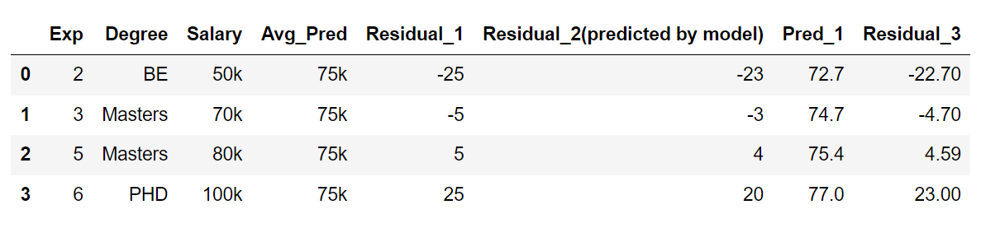 Exp Degree Salary Avg_Pred Residual_1 Residual_2(predicted by model) Pred_1 Residual_3
0 2 BE 50k 75k -25 -23 72.7 -22.70
1 3 Masters 70k 75k -5 -3 74.7 -4.70
2 5 Masters 80k 75k 5 4 75.4 4.59
3 6 PHD 100k 75k 25 20 77.0 23.00